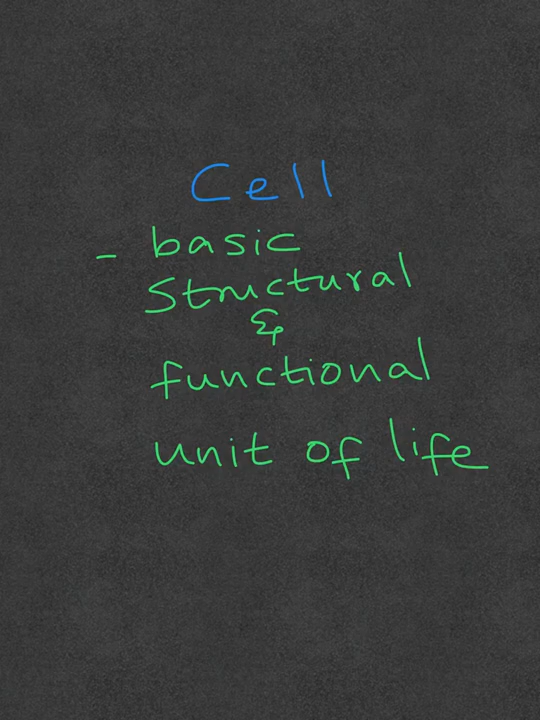 Cell
- basic
structural
&
functional
unit of life